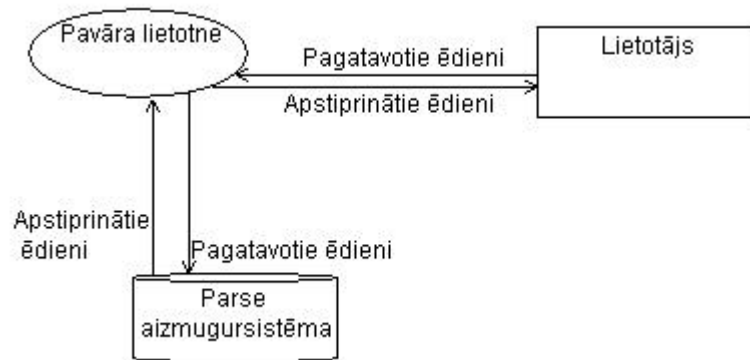 Pavāra lietotne
Lietotājs
Pagatavotie ēdieni
Apstiprinātie ēdieni
Apstiprinātie
ēdieni
Pagatavotie ēdieni
Parse
aizmugursistēma